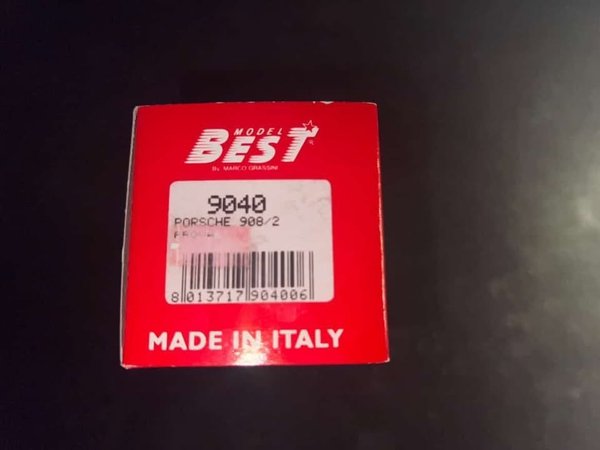 MODEL
BEST
By MARCO GRASSINI
9040
PORSCHE 908/2
8 013717 904006
MADE IN ITALY